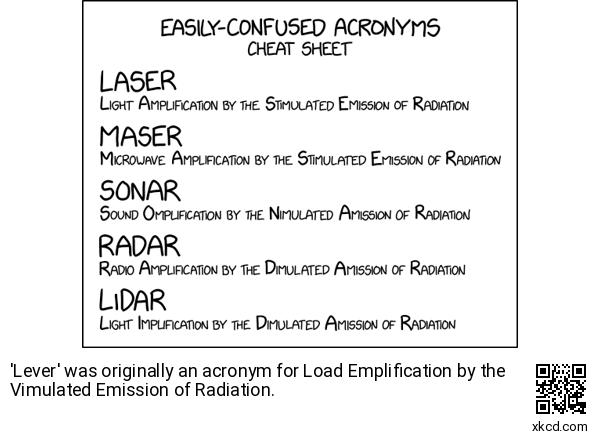 EASILY-CONFUSED ACRONYMS
CHEAT SHEET
LASER
LIGHT AMPLIFICATION BY THE STIMULATED EMISSION OF RADIATION
MASER
MICROWAVE AMPLIFICATION BY THE STIMULATED EMISSION OF RADIATION
SONAR
SOUND OMPLIFICATION BY THE NIMULATED AMISSION OF RADIATION
RADAR
RADIO AMPLIFICATION BY THE DIMULATED AMISSION OF RADIATION
LiDAR
LIGHT IMPLIFICATION BY THE DIMULATED AMISSION OF RADIATION
'Lever' was originally an acronym for Load Emplification by the
Vimulated Emission of Radiation.
xkcd.com